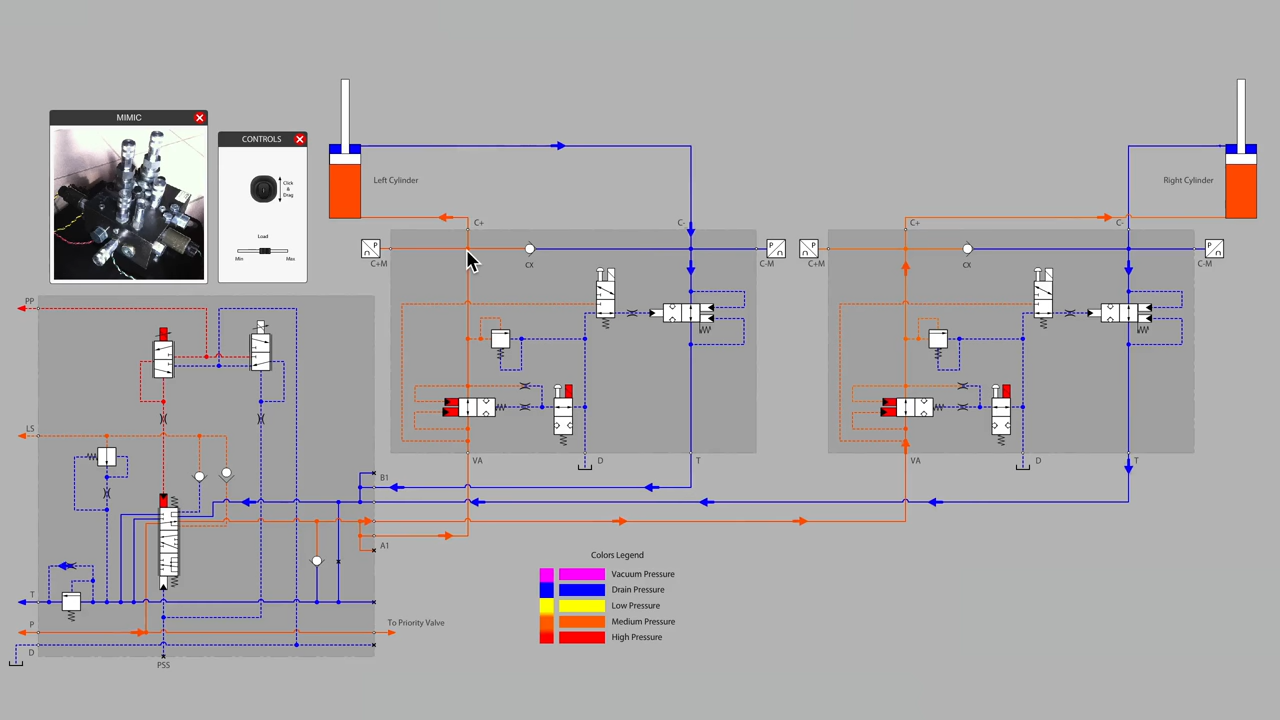 MIMIC
CONTROLS
Click
&
Drag
Load
Min
Max
Left Cylinder
Right Cylinder
C+
C-
C+
C-
P
n
C+M
CX
P
n
C-M
P
n
C+M
CX
P
n
C-M
PP
LS
VA
D
T
VA
D
T
B1
A1
T
P
D
To Priority Valve
PSS
Colors Legend
Vacuum Pressure
Drain Pressure
Low Pressure
Medium Pressure
High Pressure